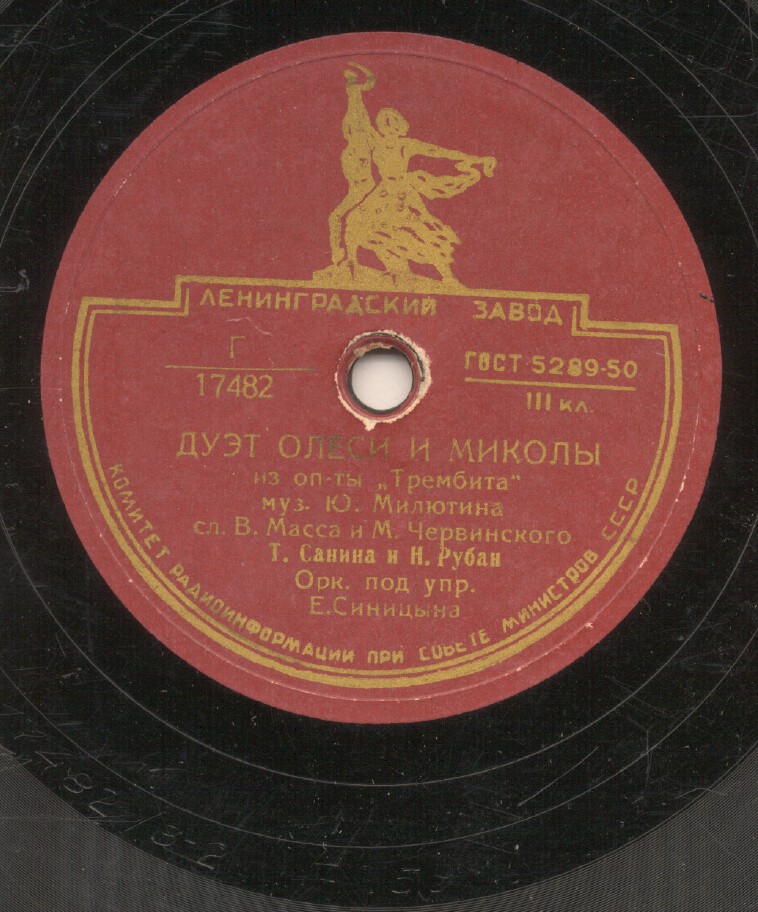 ЛЕНИНГРАДСКИЙ ЗАВОД
Г
17482
ГОСТ 5289-50
III кл.
ДУЭТ ОЛЕСИ И МИКОЛЫ
из оп-ты „Трембита“
муз. Ю. Милютина
сл. В. Масса и М. Червинского
Т. Санина и Н. Рубан
Орк. под упр.
Е.Синицына
КОМИТЕТ РАДИОИНФОРМАЦИИ ПРИ СОВЕТЕ МИНИСТРОВ СССР